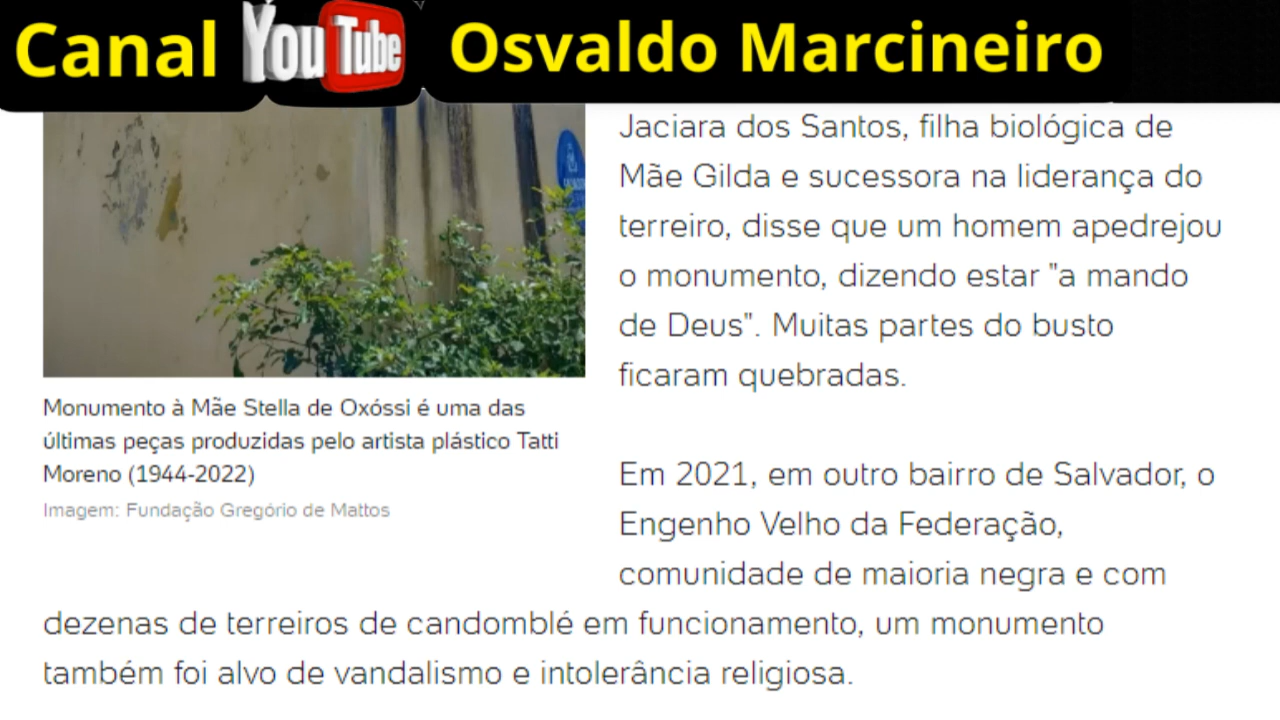 Canal YouTube Osvaldo Marcineiro
Jaciara dos Santos, filha biológica de
Mãe Gilda e sucessora na liderança do
terreiro, disse que um homem apedrejou
o monumento, dizendo estar "a mando
de Deus". Muitas partes do busto
ficaram quebradas.
Monumento à Mãe Stella de Oxóssi é uma das
últimas peças produzidas pelo artista plástico Tatti
Moreno (1944-2022)
Imagem: Fundação Gregório de Mattos
Em 2021, em outro bairro de Salvador, o
Engenho Velho da Federação,
comunidade de maioria negra e com
dezenas de terreiros de candomblé em funcionamento, um monumento
também foi alvo de vandalismo e intolerância religiosa.